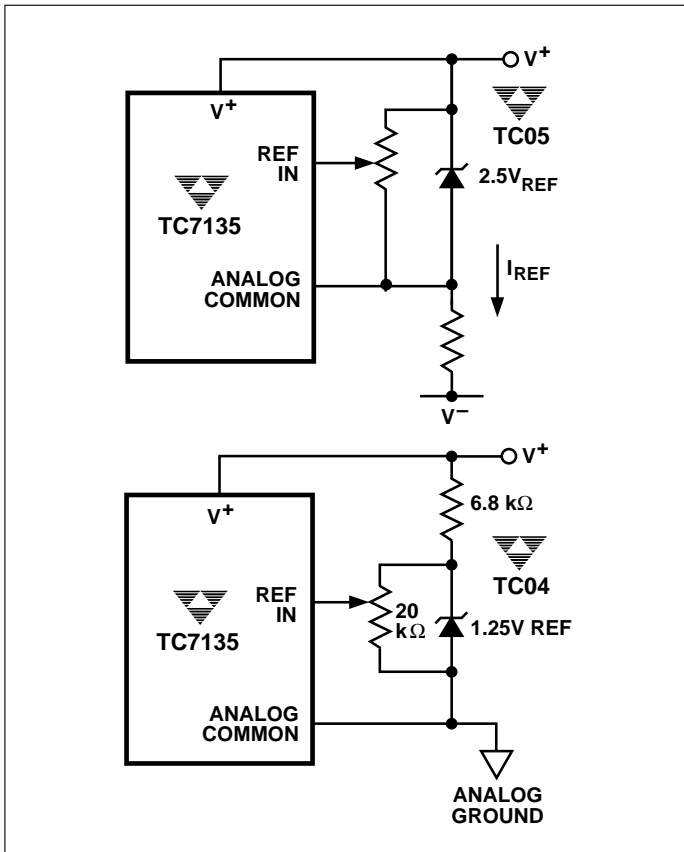 V+
TC05
V+
REF
IN
2.5VREF
TC7135
IREF
ANALOG
COMMON
V–
V+
6.8 kΩ
V+
TC04
REF
IN
20
kΩ
1.25V REF
TC7135
ANALOG
COMMON
ANALOG
GROUND